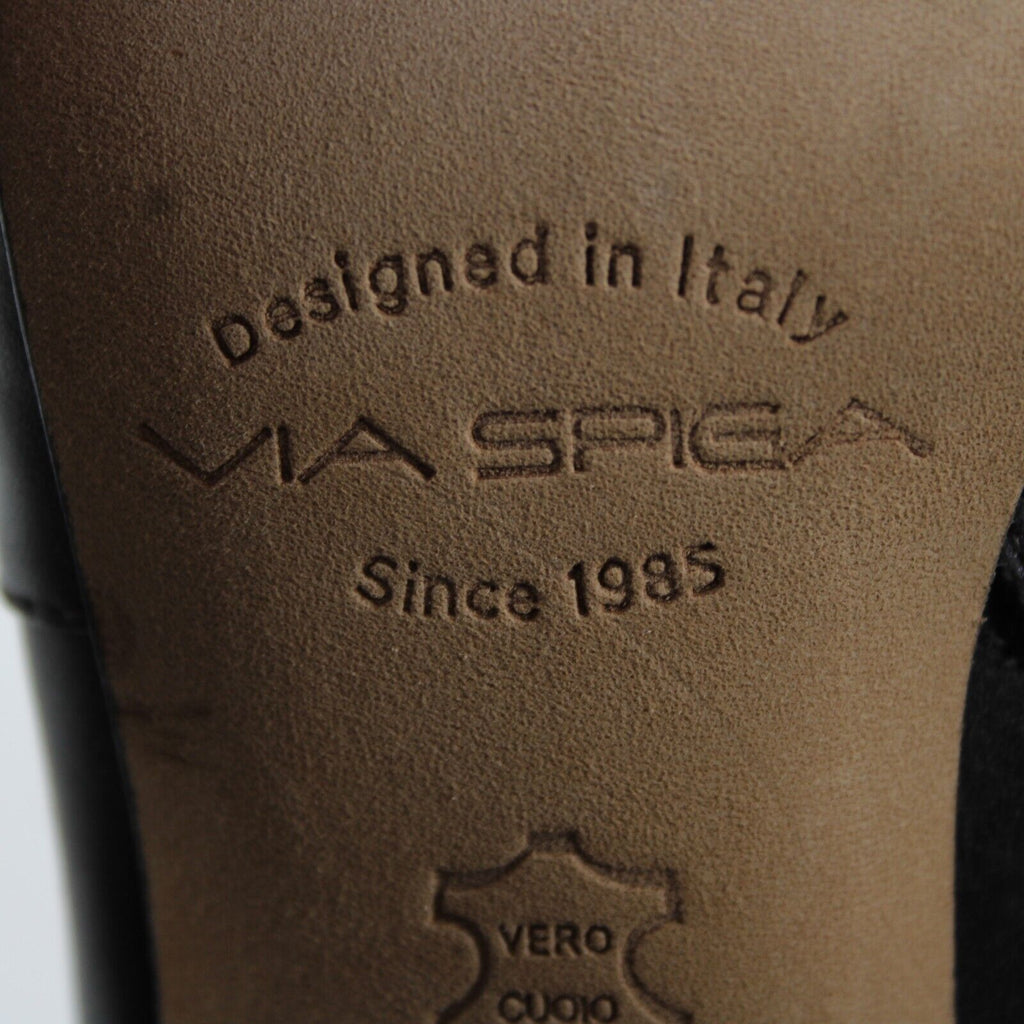 Designed in Italy
VIA SPIGA
Since 1985
VERO
CUOIO